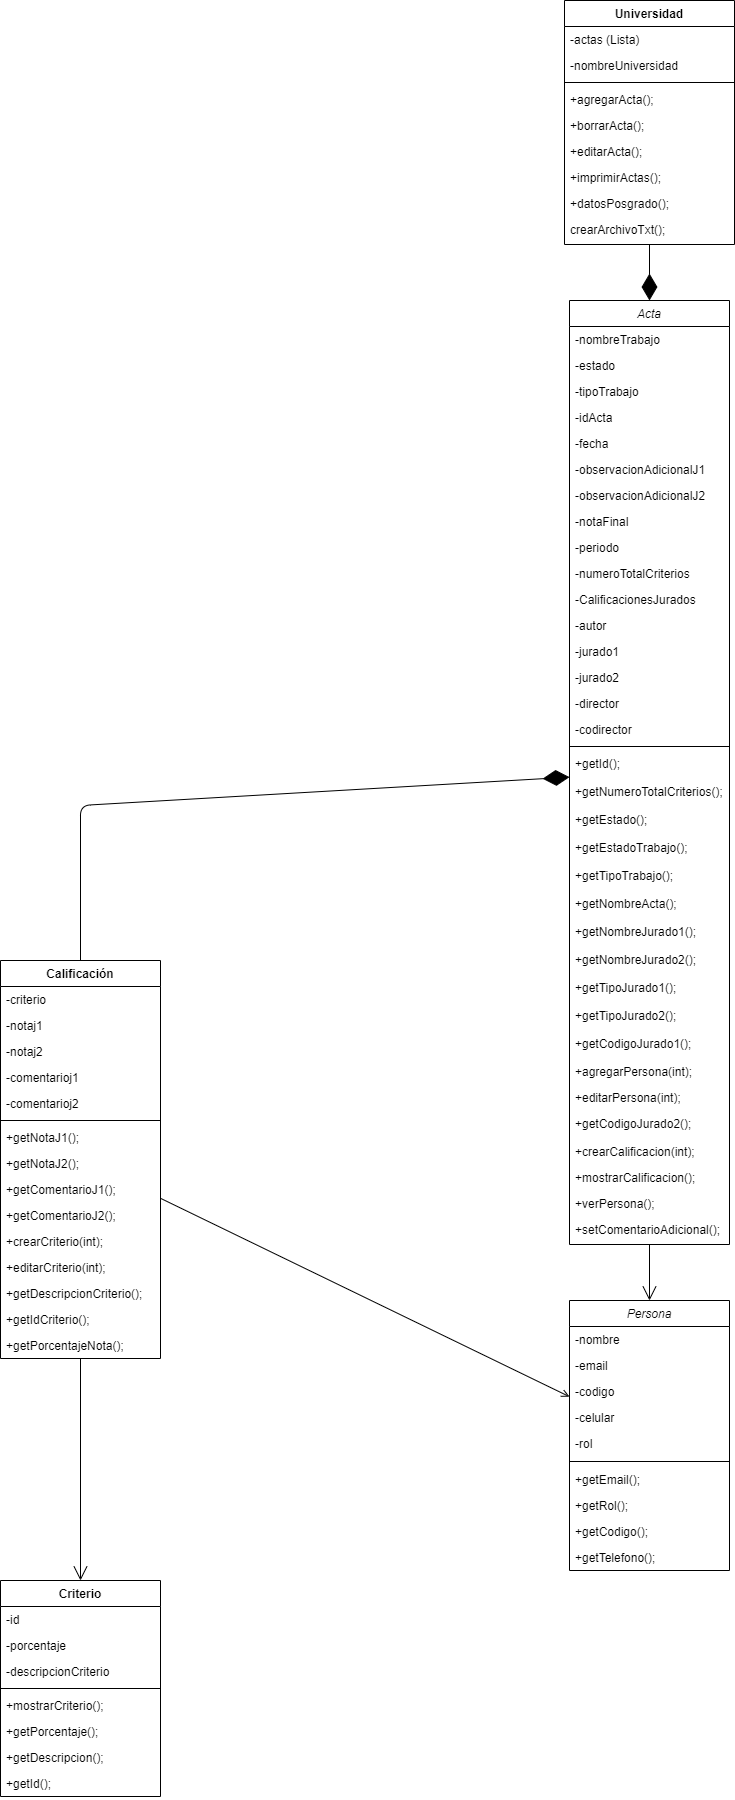 Universidad
-actas (Lista)
-nombreUniversidad
+agregarActa();
+borrarActa();
+editarActa();
+imprimirActas();
+datosPosgrado();
crearArchivoTxt();
Acta
-nombreTrabajo
-estado
-tipoTrabajo
-idActa
-fecha
-observacionAdicionalJ1
-observacionAdicionalJ2
-notaFinal
-periodo
-numeroTotalCriterios
-CalificacionesJurados
-autor
-jurado1
-jurado2
-director
-codirector
+getId();
+getNumeroTotalCriterios();
+getEstado();
+getEstadoTrabajo();
+getTipoTrabajo();
+getNombreActa();
+getNombreJurado1();
+getNombreJurado2();
+getTipoJurado1();
+getTipoJurado2();
+getCodigoJurado1();
+agregarPersona(int);
+editarPersona(int);
+getCodigoJurado2();
+crearCalificacion(int);
+mostrarCalificacion();
+verPersona();
+setComentarioAdicional();
Calificación
-criterio
-notaj1
-notaj2
-comentarioj1
-comentarioj2
+getNotaJ1();
+getNotaJ2();
+getComentarioJ1();
+getComentarioJ2();
+crearCriterio(int);
+editarCriterio(int);
+getDescripcionCriterio();
+getIdCriterio();
+getPorcentajeNota();
Persona
-nombre
-email
-codigo
-celular
-rol
+getEmail();
+getRol();
+getCodigo();
+getTelefono();
Criterio
-id
-porcentaje
-descripcionCriterio
+mostrarCriterio();
+getPorcentaje();
+getDescripcion();
+getId();